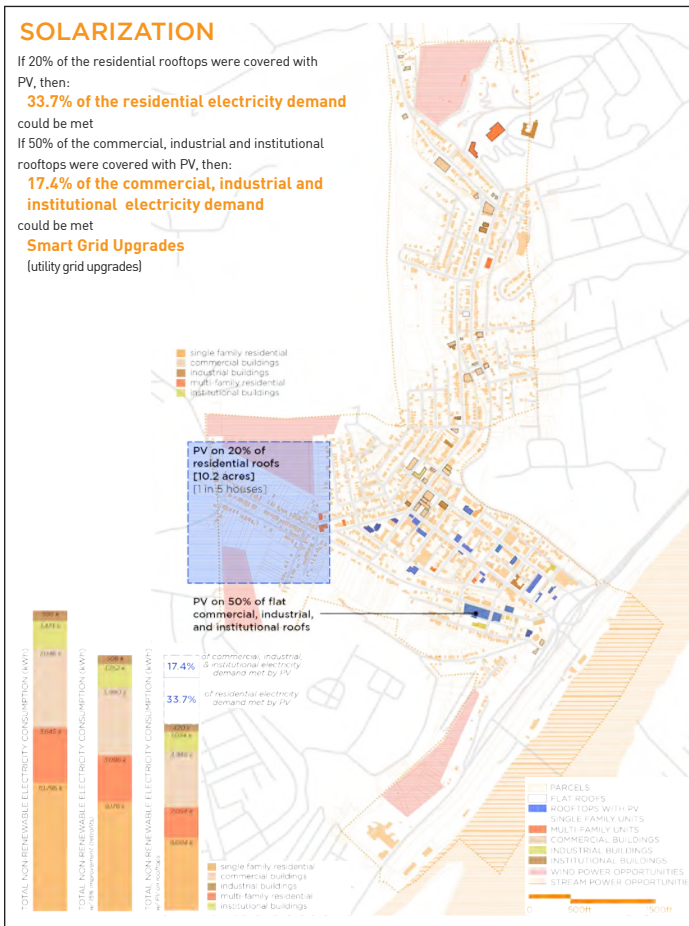 SOLARIZATION
If 20% of the residential rooftops were covered with
PV, then:
33.7% of the residential electricity demand
could be met
If 50% of the commercial, industrial and institutional
rooftops were covered with PV, then:
17.4% of the commercial, industrial and
institutional electricity demand
could be met
Smart Grid Upgrades
(utility grid upgrades)
single family residential
commercial buildings
industrial buildings
multi-family residential
institutional buildings
PV on 20% of
residential roofs
[10.2 acres]
[1 in 5 houses]
PV on 50% of flat
commercial, industrial,
and institutional roofs
17.4%
of commercial, industrial,
& institutional electricity
demand met by PV
33.7%
of residential electricity
demand met by PV
TOTAL NON RENEWABLE ELECTRICITY CONSUMPTION (kWh)
TOTAL NON RENEWABLE ELECTRICITY CONSUMPTION (kWh)
TOTAL NON RENEWABLE ELECTRICITY CONSUMPTION (kWh)
w/ PV on rooftops
single family residential
commercial buildings
industrial buildings
multi-family residential
institutional buildings
PARCELS
FLAT ROOFS
ROOFTOPS WITH PV
SINGLE FAMILY UNITS
MULTI FAMILY UNITS
COMMERCIAL BUILDINGS
INDUSTRIAL BUILDINGS
INSTITUTIONAL BUILDINGS
WIND POWER OPPORTUNITIES
STREAM POWER OPPORTUNITIE
0 500ft 1500ft